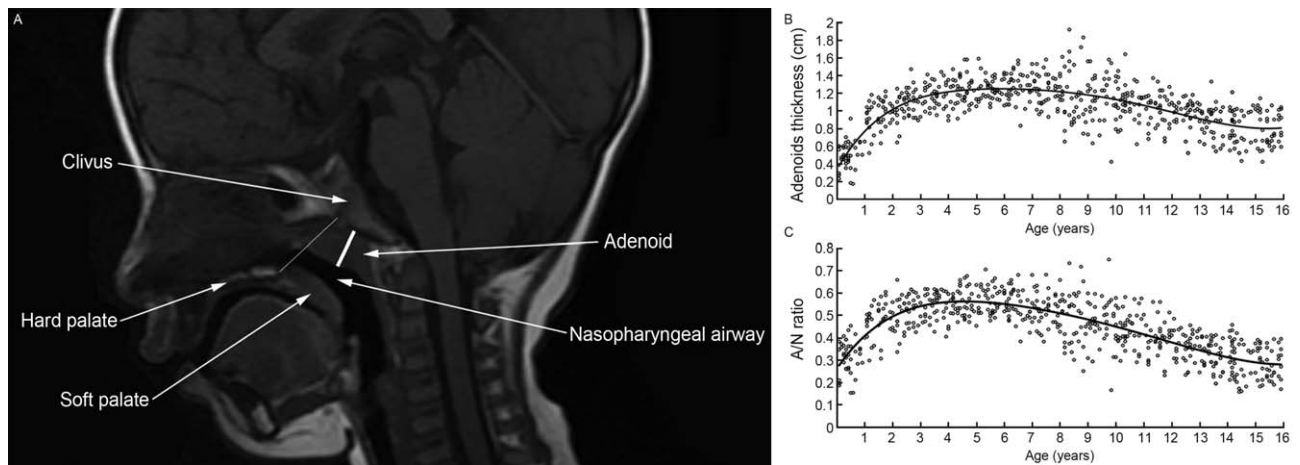 A
Clivus
Adenoid
Hard palate
Nasopharyngeal airway
Soft palate
B
Adenoids thickness (cm)
2
1.8
1.6
1.4
1.2
1
0.8
0.6
0.4
0.2
0
1 2 3 4 5 6 7 8 9 10 11 12 13 14 15 16
Age (years)
C
A/N ratio
0.8
0.7
0.6
0.5
0.4
0.3
0.2
0.1
0
1 2 3 4 5 6 7 8 9 10 11 12 13 14 15 16
Age (years)